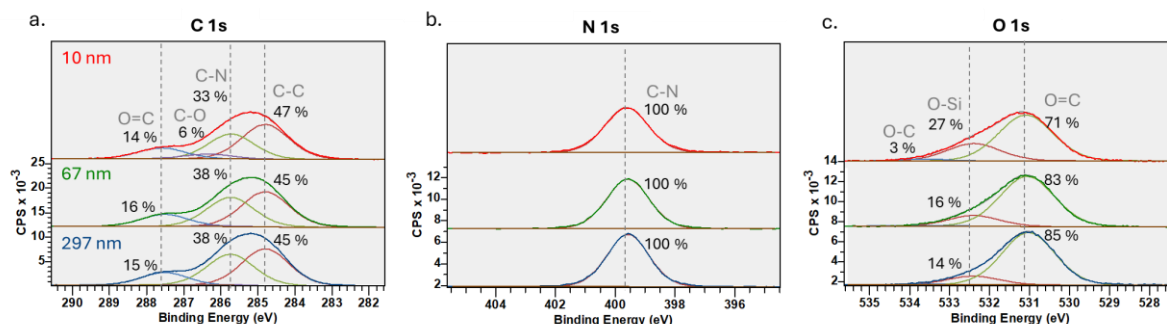 a.
C 1s
10 nm
C-N
33 %
C-C
47 %
O=C
14 %
C-O
6 %
25
67 nm
38 %
45 %
20
16 %
15
CPS x 10⁻³
297 nm
10
38 %
45 %
15 %
5
290 289 288 287 286 285 284 283 282
Binding Energy (eV)
b.
N 1s
C-N
100 %
12
100 %
10
8
CPS x 10⁻³
100 %
6
4
2
404 402 400 398 396
Binding Energy (eV)
c.
O 1s
O-Si
27 %
O=C
71 %
O-C
3 %
14
83 %
12
16 %
10
8
CPS x 10⁻³
85 %
6
14 %
4
2
535 534 533 532 531 530 529 528
Binding Energy (eV)